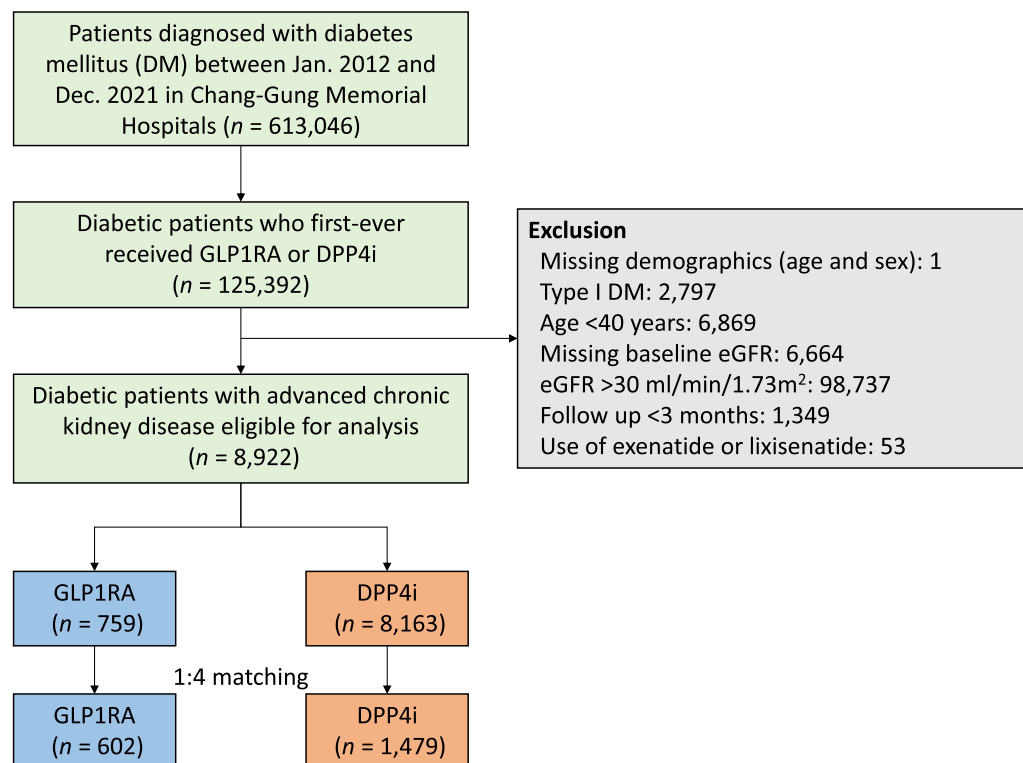 Patients diagnosed with diabetes
mellitus (DM) between Jan. 2012 and
Dec. 2021 in Chang-Gung Memorial
Hospitals (n = 613,046)
Diabetic patients who first-ever
received GLP1RA or DPP4i
(n = 125,392)
Exclusion
Missing demographics (age and sex): 1
Type I DM: 2,797
Age <40 years: 6,869
Missing baseline eGFR: 6,664
eGFR >30 ml/min/1.73m²: 98,737
Follow up <3 months: 1,349
Use of exenatide or lixisenatide: 53
Diabetic patients with advanced chronic
kidney disease eligible for analysis
(n = 8,922)
GLP1RA
(n = 759)
DPP4i
(n = 8,163)
1:4 matching
GLP1RA
(n = 602)
DPP4i
(n = 1,479)